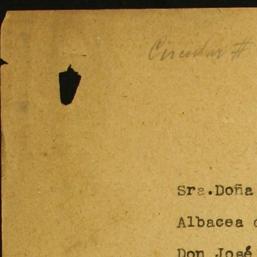 Circular #
Sra.Doña
Albacea
Don José